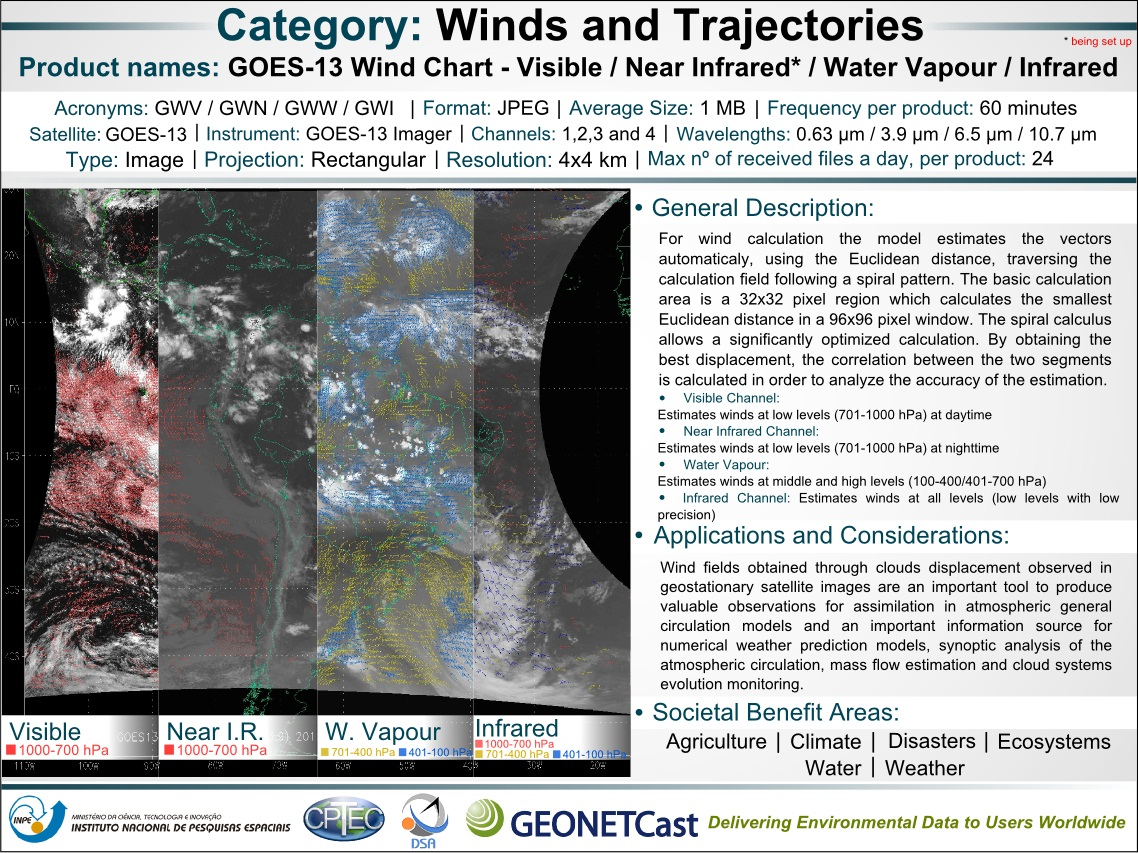 Category: Winds and Trajectories
* being set up
Product names: GOES-13 Wind Chart - Visible / Near Infrared* / Water Vapour / Infrared
Acronyms: GWV / GWN / GWW / GWI | Format: JPEG | Average Size: 1 MB | Frequency per product: 60 minutes
Satellite: GOES-13 | Instrument: GOES-13 Imager | Channels: 1,2,3 and 4 | Wavelengths: 0.63 µm / 3.9 µm / 6.5 µm / 10.7 µm
Type: Image | Projection: Rectangular | Resolution: 4x4 km | Max nº of received files a day, per product: 24
• General Description:
For wind calculation the model estimates the vectors
automaticaly, using the Euclidean distance, traversing the
calculation field following a spiral pattern. The basic calculation
area is a 32x32 pixel region which calculates the smallest
Euclidean distance in a 96x96 pixel window. The spiral calculus
allows a significantly optimized calculation. By obtaining the
best displacement, the correlation between the two segments
is calculated in order to analyze the accuracy of the estimation.
• Visible Channel:
Estimates winds at low levels (701-1000 hPa) at daytime
• Near Infrared Channel:
Estimates winds at low levels (701-1000 hPa) at nighttime
• Water Vapour:
Estimates winds at middle and high levels (100-400/401-700 hPa)
• Infrared Channel: Estimates winds at all levels (low levels with low
precision)
• Applications and Considerations:
Wind fields obtained through clouds displacement observed in
geostationary satellite images are an important tool to produce
valuable observations for assimilation in atmospheric general
circulation models and an important information source for
numerical weather prediction models, synoptic analysis of the
atmospheric circulation, mass flow estimation and cloud systems
evolution monitoring.
• Societal Benefit Areas:
Agriculture | Climate | Disasters | Ecosystems
Water | Weather
Visible
1000-700 hPa
GOES13
Near I.R.
1000-700 hPa
201
W. Vapour
701-400 hPa 401-100 hPa
Infrared
1000-700 hPa
701-400 hPa 401-100 hPa
INPE
MINISTÉRIO DA CIÊNCIA, TECNOLOGIA E INOVAÇÃO
INSTITUTO NACIONAL DE PESQUISAS ESPACIAIS
CPTEC
DSA
GEONETCast
Delivering Environmental Data to Users Worldwide